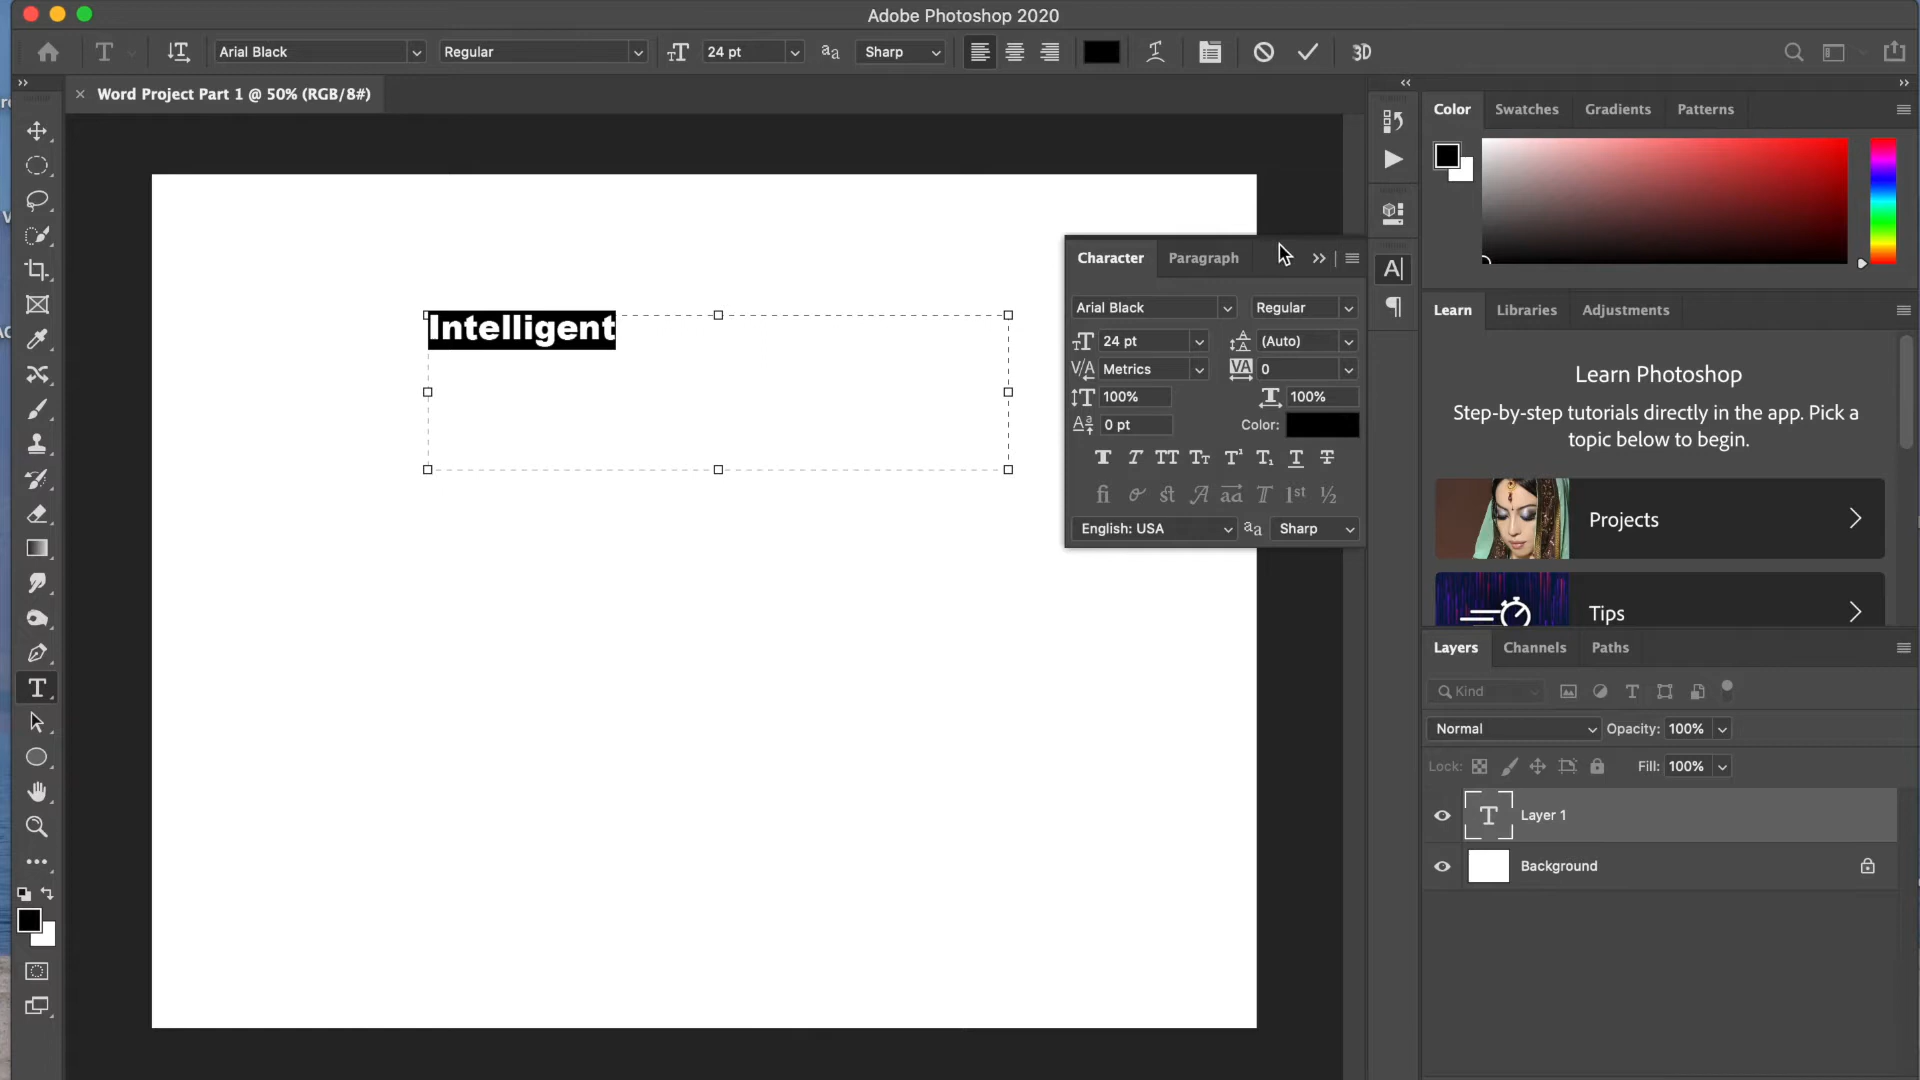 Adobe Photoshop 2020
Arial Black Regular 24 pt Sharp 3D
Word Project Part 1 @ 50% (RGB/8#)
Color Swatches Gradients Patterns
Intelligent
Character Paragraph
Arial Black Regular
24 pt (Auto)
Metrics 0
100% 100%
0 pt Color:
English: USA Sharp
Learn Libraries Adjustments
Learn Photoshop
Step-by-step tutorials directly in the app. Pick a
topic below to begin.
Projects
Tips
Layers Channels Paths
Kind
Normal Opacity: 100%
Lock: Fill: 100%
Layer 1
Background